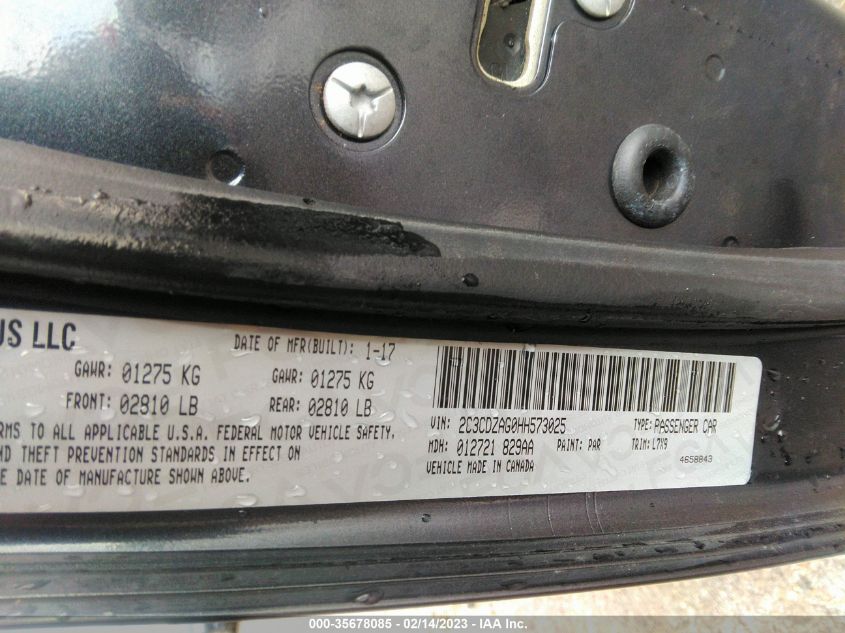 US LLC
DATE OF MFR(BUILT): 1-17
GAWR: 01275 KG GAWR: 01275 KG
FRONT: 02810 LB REAR: 02810 LB
RMS TO ALL APPLICABLE U.S.A. FEDERAL MOTOR VEHICLE SAFETY,
ND THEFT PREVENTION STANDARDS IN EFFECT ON
E DATE OF MANUFACTURE SHOWN ABOVE.
VIN: 2C3CDZAG0HH573025 TYPE: PASSENGER CAR
MDH: 012721 829AA PAINT: PAR TRIM: L7X9
VEHICLE MADE IN CANADA 4658843
000-35678085 - 02/14/2023 - © IAA Inc.